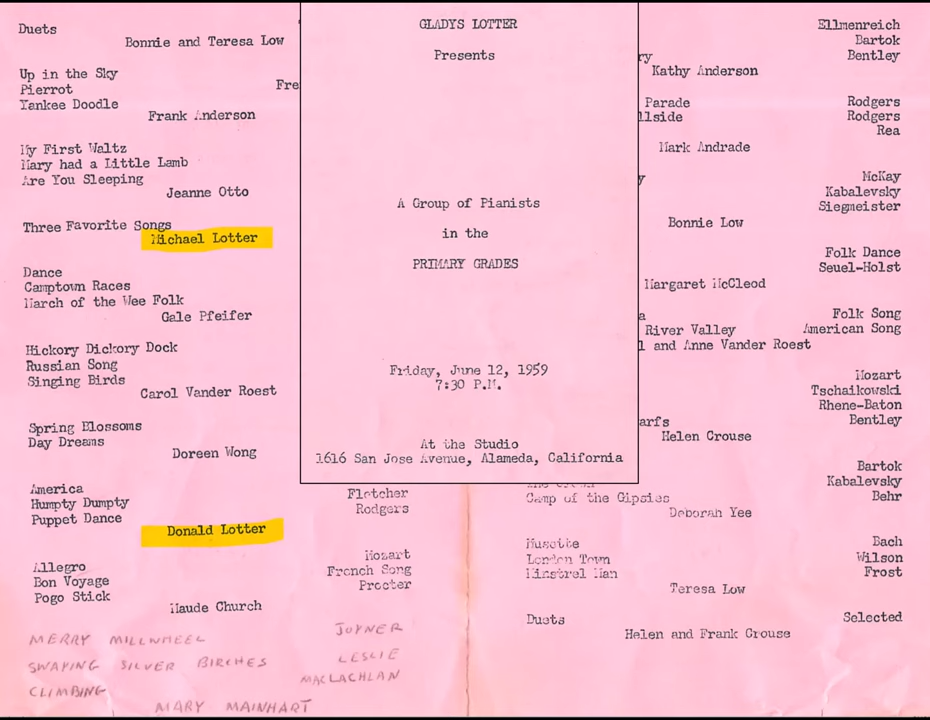 Duets
Bonnie and Teresa Low
Up in the Sky
Pierrot Fre
Yankee Doodle
Frank Anderson
My First Waltz
Mary had a Little Lamb
Are You Sleeping
Jeanne Otto
Three Favorite Songs
Michael Lotter
Dance
Camptown Races
March of the Wee Folk
Gale Pfeifer
Hickory Dickory Dock
Russian Song
Singing Birds
Carol Vander Roest
Spring Blossoms
Day Dreams
Doreen Wong
America
Humpty Dumpty Fletcher
Puppet Dance Rodgers
Donald Lotter
Allegro Mozart
Bon Voyage French Song
Pogo Stick Procter
Maude Church
MERRY MILLWHEEL JOYNER
SWAYING SILVER BIRCHES LESLIE
CLIMBING MACLACHLAN
MARY MAINHART
GLADYS LOTTER
Presents
A Group of Pianists
in the
PRIMARY GRADES
Friday, June 12, 1959
7:30 P.M.
At the Studio
1616 San Jose Avenue, Alameda, California
Ellmenreich
Bartok
ry Bentley
Kathy Anderson
Parade Rodgers
llside Rodgers
Rea
Mark Andrade
y McKay
Kabalevsky
Siegmeister
Bonnie Low
Folk Dance
Seuel-Holst
Margaret McCleod
a Folk Song
River Valley American Song
l and Anne Vander Roest
Mozart
Tschaikowski
Rhene-Baton
arfs Bentley
Helen Crouse
Bartok
Kabalevsky
Camp of the Gipsies Behr
Deborah Yee
Musette Bach
London Town Wilson
Minstrel Man Frost
Teresa Low
Duets Selected
Helen and Frank Crouse